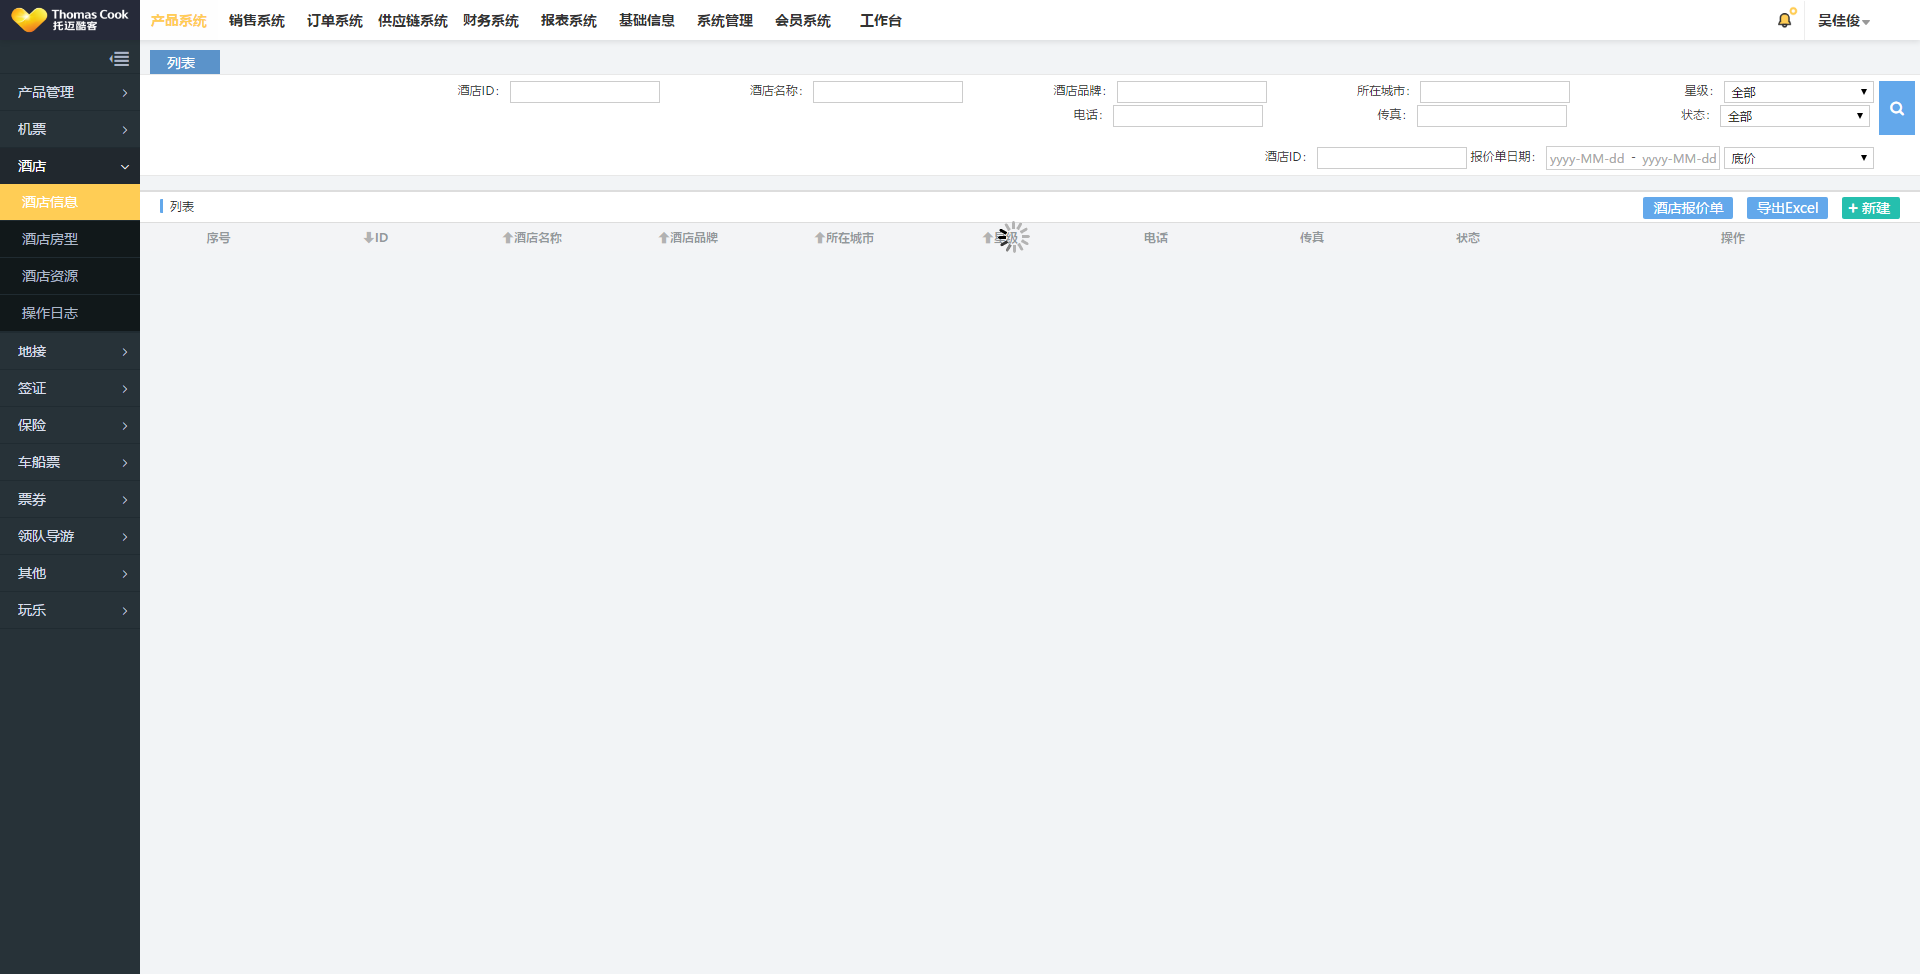 Thomas Cook
托迈酷客
产品系统 销售系统 订单系统 供应链系统 财务系统 报表系统 基础信息 系统管理 会员系统 工作台
吴佳俊
产品管理
机票
酒店
酒店信息
酒店房型
酒店资源
操作日志
地接
签证
保险
车船票
票券
领队导游
其他
玩乐
列表
酒店ID： 酒店名称： 酒店品牌： 所在城市： 星级： 全部
电话： 传真： 状态： 全部
酒店ID： 报价单日期： yyyy-MM-dd - yyyy-MM-dd 底价
列表
酒店报价单 导出Excel + 新建
序号 ID 酒店名称 酒店品牌 所在城市 星级 电话 传真 状态 操作